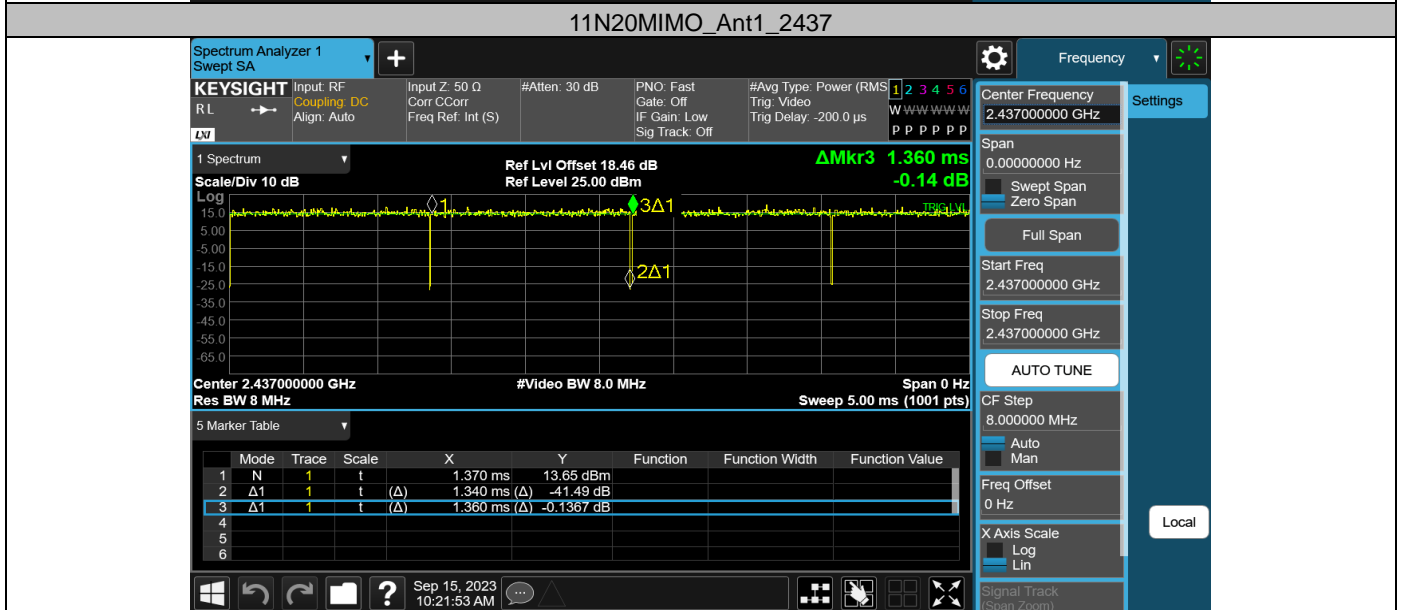 11N20MIMO_Ant1_2437
Spectrum Analyzer 1
Swept SA
+
Frequency
KEYSIGHT Input: RF Input Z: 50 Ω #Atten: 30 dB PNO: Fast #Avg Type: Power (RMS 1 2 3 4 5 6
RL Coupling: DC Corr CCorr Gate: Off Trig: Video W W W W W W
Align: Auto Freq Ref: Int (S) IF Gain: Low Trig Delay: -200.0 µs
LXI Sig Track: Off P P P P P P
Center Frequency
2.437000000 GHz
Settings
1 Spectrum
Ref Lvl Offset 18.46 dB
ΔMkr3 1.360 ms
Scale/Div 10 dB Ref Level 25.00 dBm -0.14 dB
Log
15.0
5.00
-5.00
-15.0
-25.0
-35.0
-45.0
-55.0
-65.0
1
3Δ1
TRIG LVL
2Δ1
Center 2.437000000 GHz #Video BW 8.0 MHz Span 0 Hz
Res BW 8 MHz Sweep 5.00 ms (1001 pts)
Span
0.00000000 Hz
Swept Span
Zero Span
Full Span
Start Freq
2.437000000 GHz
Stop Freq
2.437000000 GHz
AUTO TUNE
CF Step
8.000000 MHz
Auto
Man
Freq Offset
0 Hz
X Axis Scale
Log
Lin
Signal Track
(Span Zoom)
Local
5 Marker Table
Mode Trace Scale X Y Function Function Width Function Value
1 N 1 t 1.370 ms 13.65 dBm
2 Δ1 1 t (Δ) 1.340 ms (Δ) -41.49 dB
3 Δ1 1 t (Δ) 1.360 ms (Δ) -0.1367 dB
4
5
6
?
Sep 15, 2023
10:21:53 AM